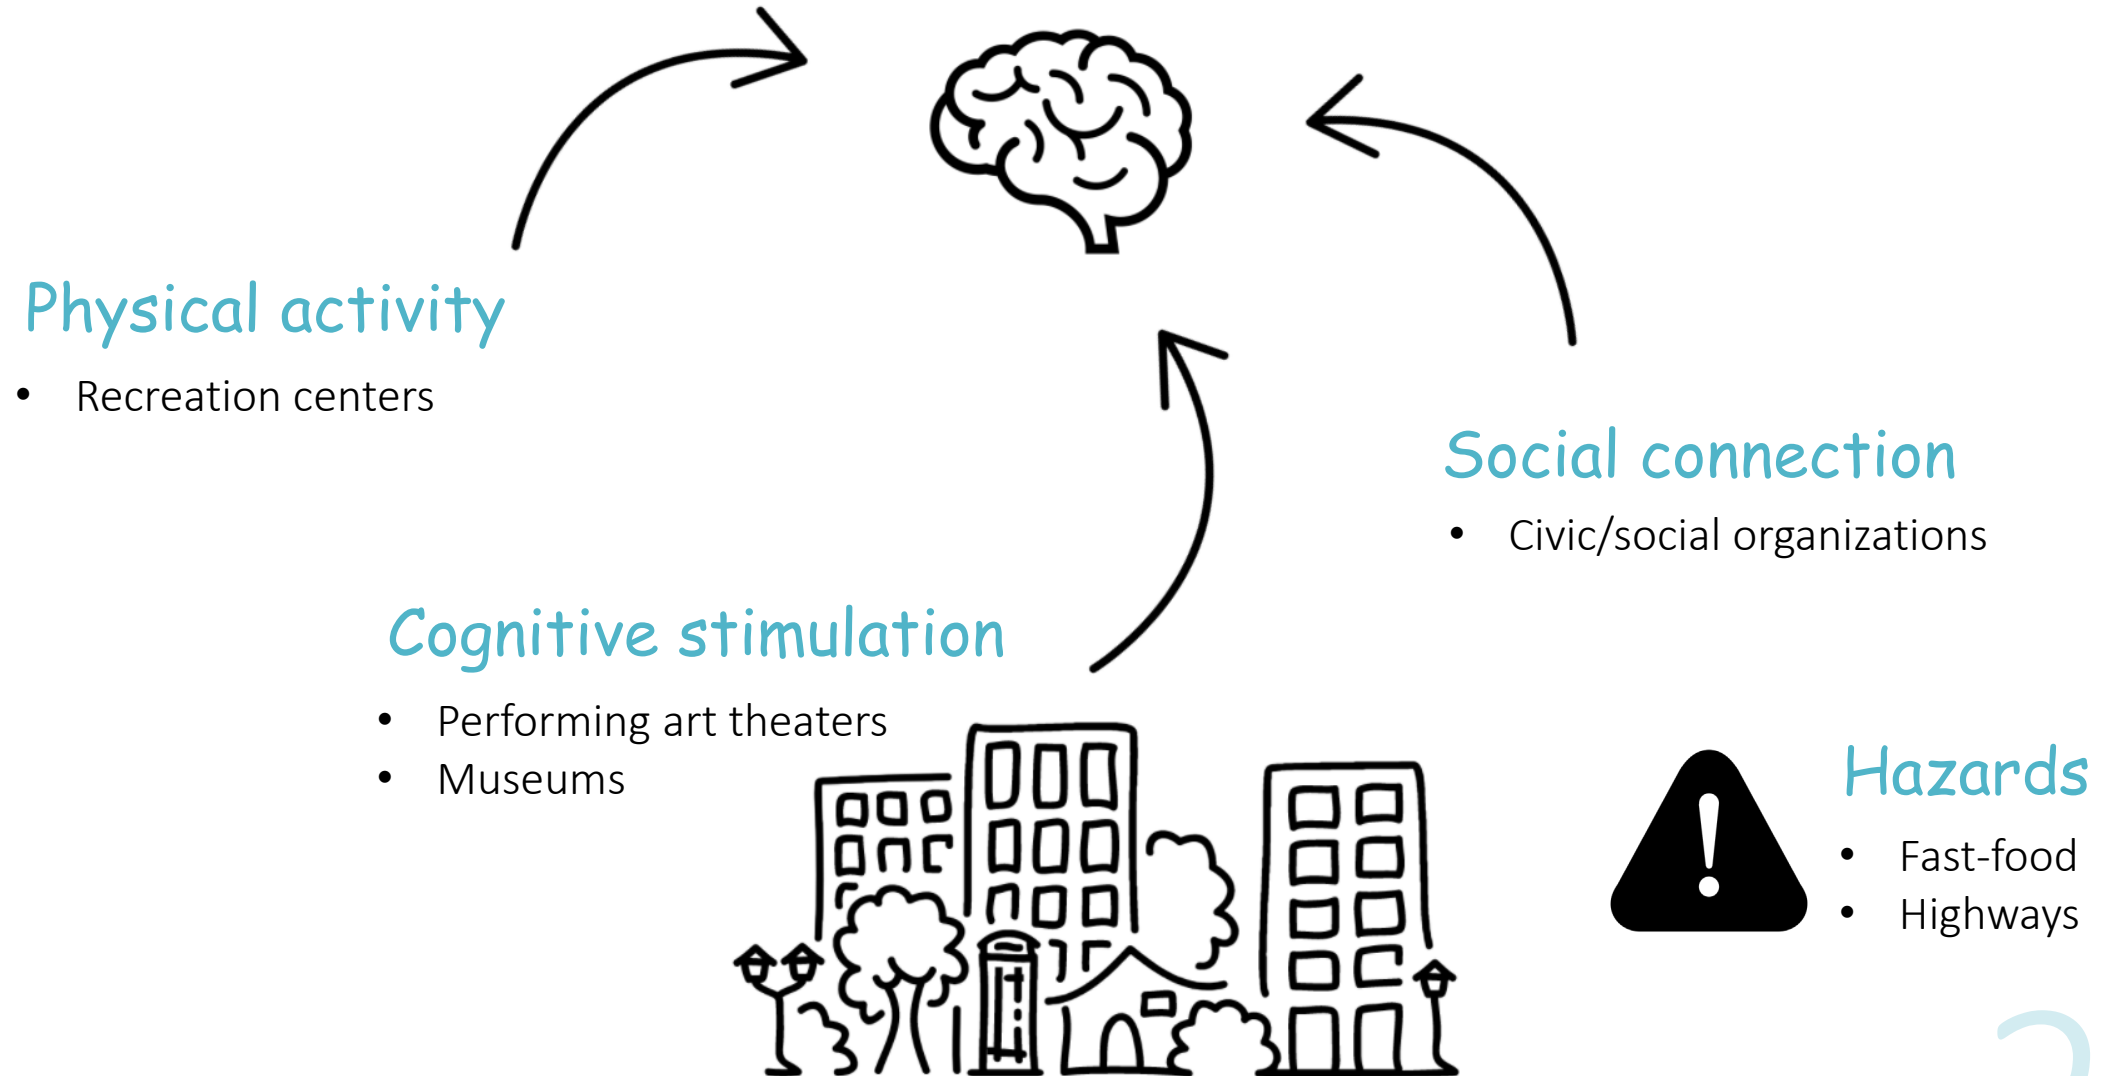 Physical activity
• Recreation centers
Social connection
• Civic/social organizations
Cognitive stimulation
• Performing art theaters
• Museums
Hazards
• Fast-food
• Highways